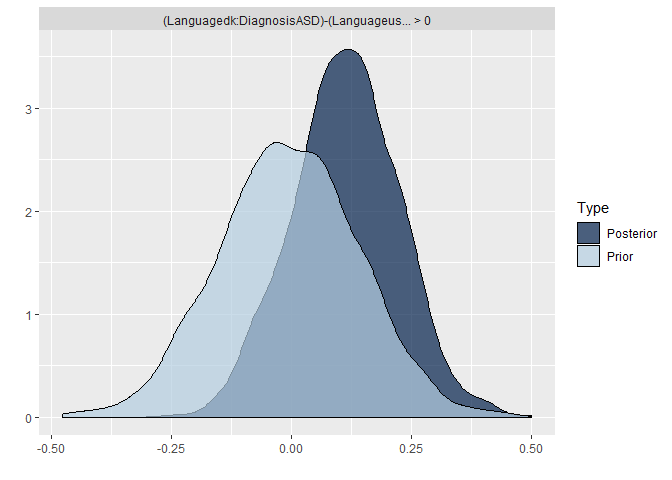 (Languagedk:DiagnosisASD)-(Languageus... > 0
3
2
1
0
-0.50
-0.25
0.00
0.25
0.50
Type
Posterior
Prior